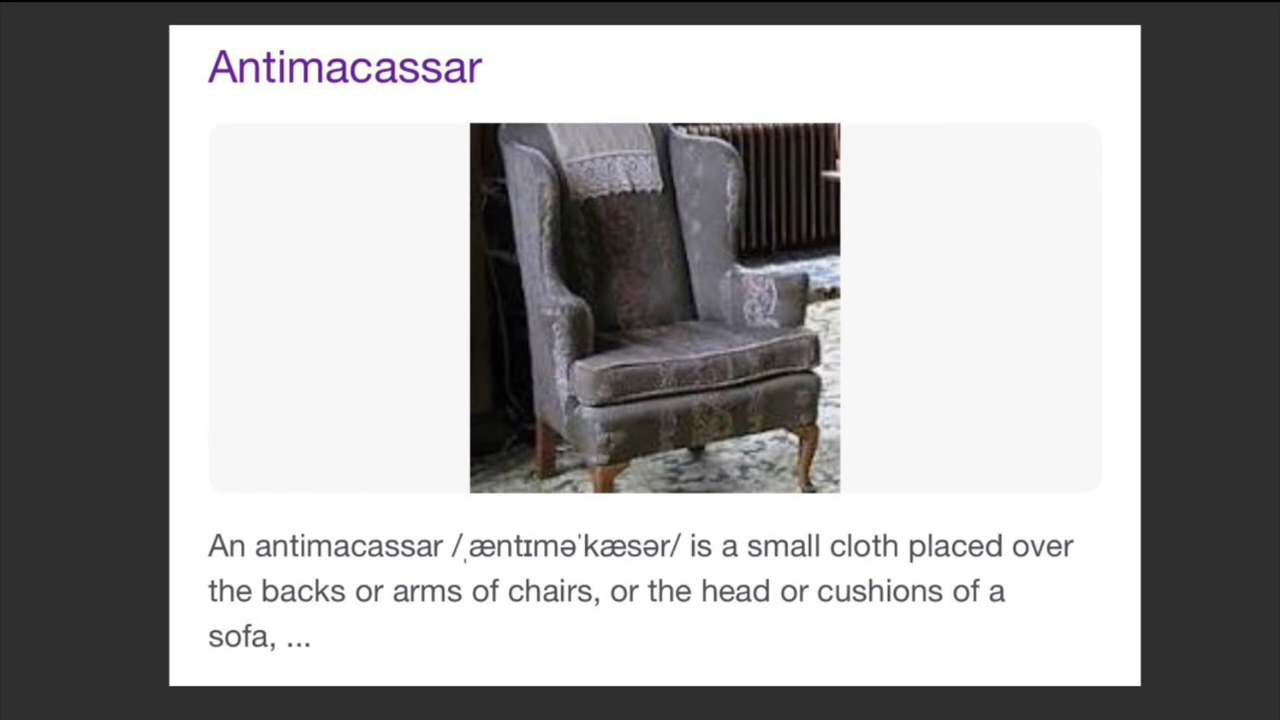 Antimacassar
An antimacassar /ˌæntɪməˈkæsər/ is a small cloth placed over
the backs or arms of chairs, or the head or cushions of a
sofa, ...